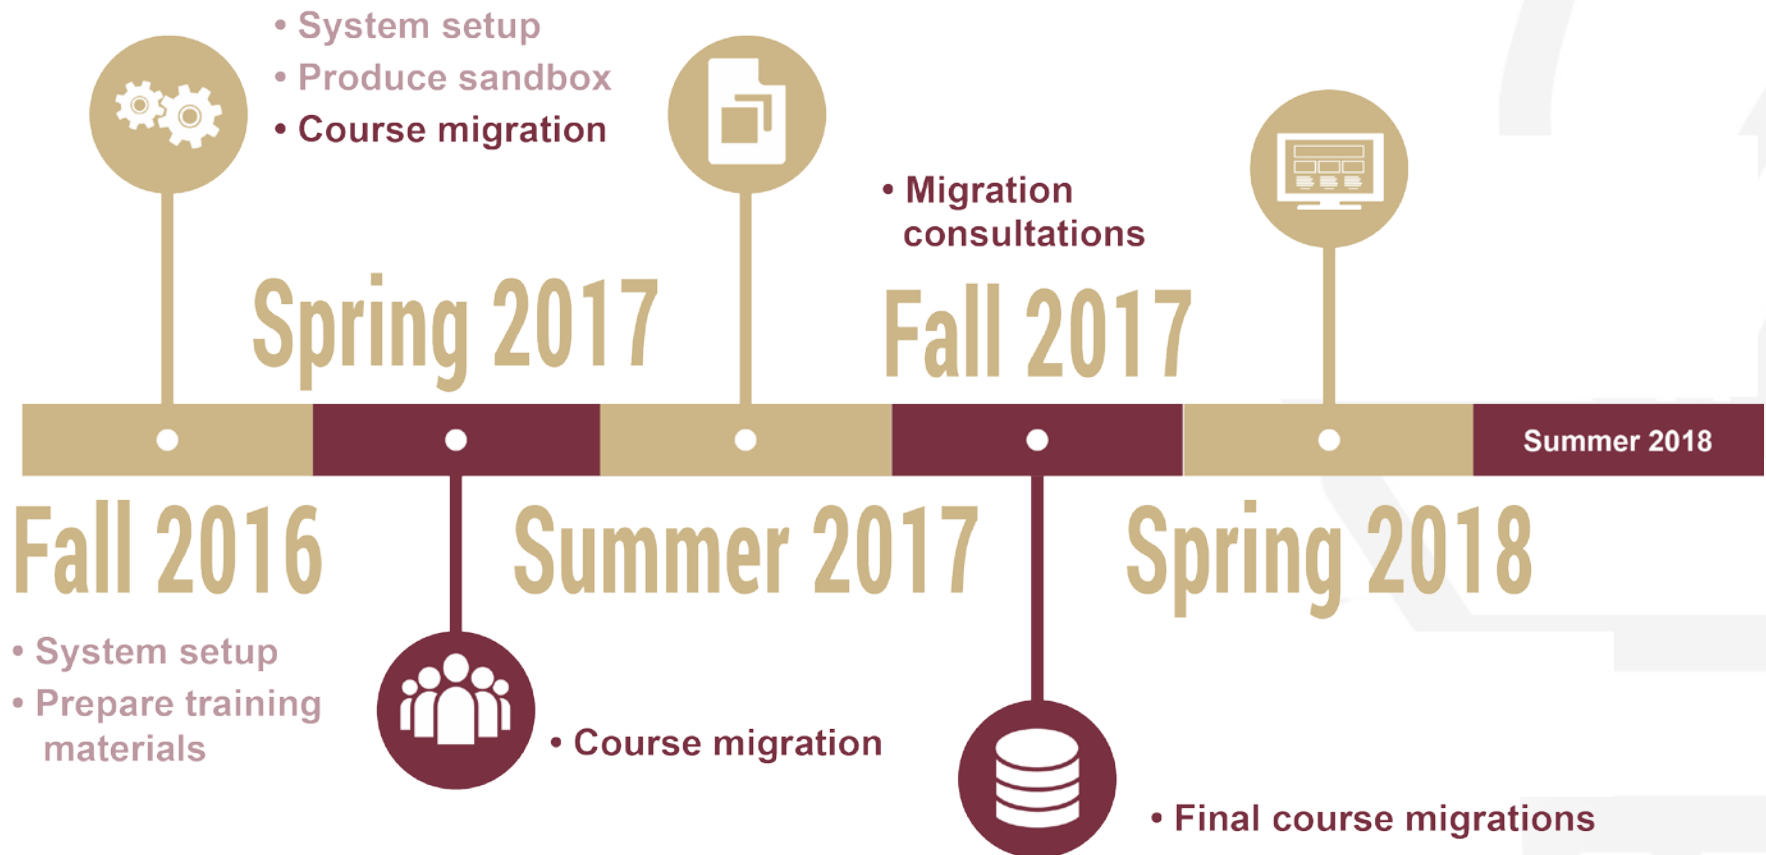 • System setup
• Produce sandbox
• Course migration
• Migration
consultations
Spring 2017
Fall 2017
Summer 2018
Fall 2016
Summer 2017
Spring 2018
• System setup
• Prepare training
materials
• Course migration
• Final course migrations